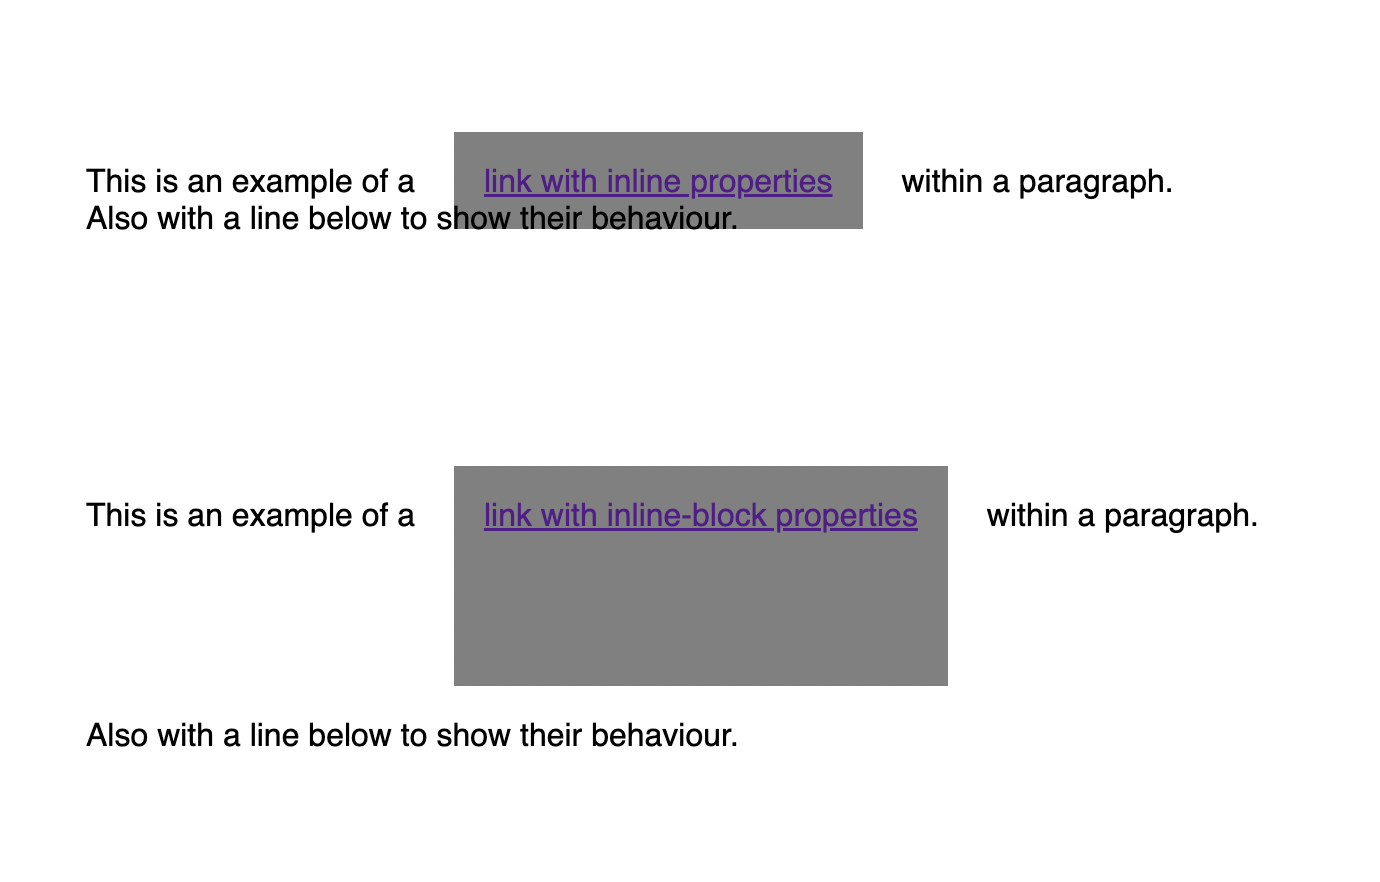 This is an example of a link with inline properties within a paragraph.
Also with a line below to show their behaviour.
This is an example of a link with inline-block properties within a paragraph.
Also with a line below to show their behaviour.